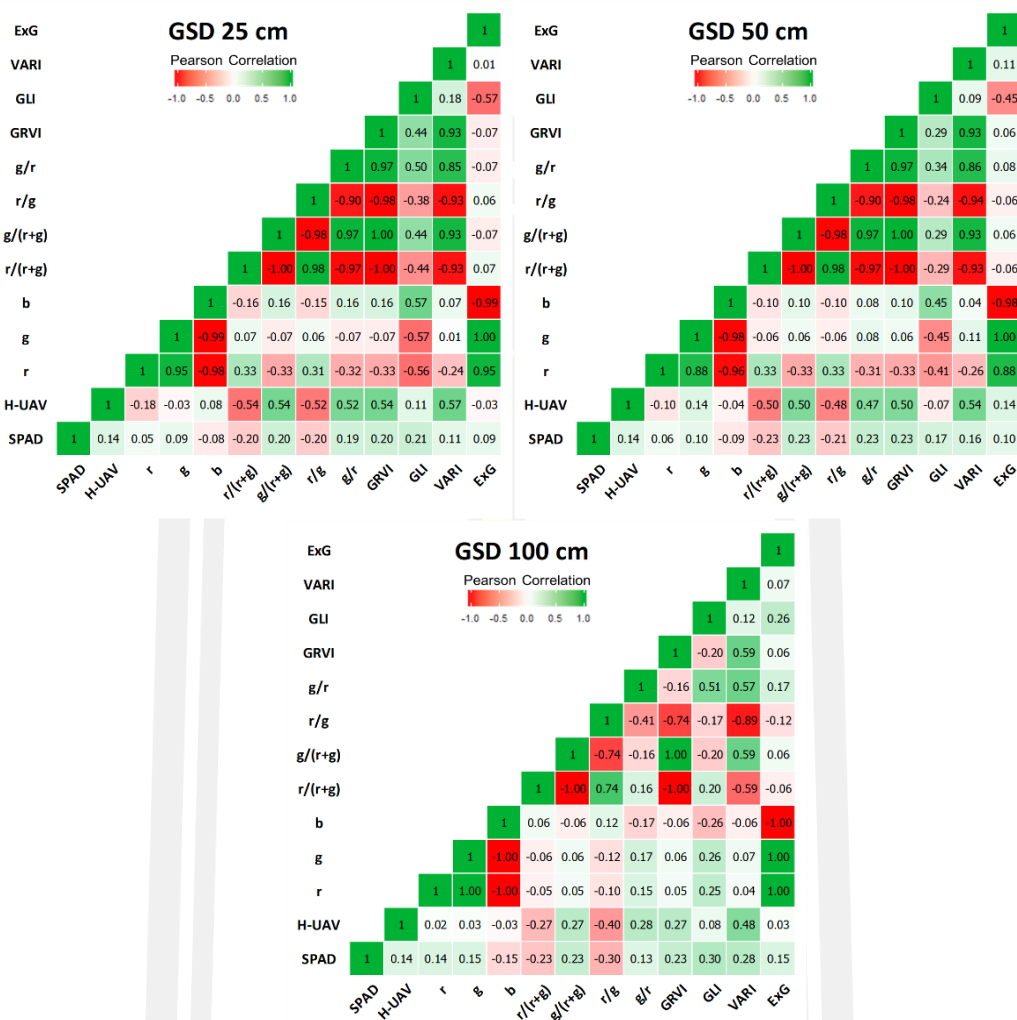 GSD 25 cm
Pearson Correlation
-1.0 -0.5 0.0 0.5 1.0
ExG 1
VARI 1 0.01
GLI 1 0.18 -0.57
GRVI 1 0.44 0.93 -0.07
g/r 1 0.97 0.50 0.85 -0.07
r/g 1 -0.90 -0.98 -0.38 -0.93 0.06
g/(r+g) 1 -0.98 0.97 1.00 0.44 0.93 -0.07
r/(r+g) 1 -1.00 0.98 -0.97 -1.00 -0.44 -0.93 0.07
b 1 -0.16 0.16 -0.15 0.16 0.16 0.57 0.07 -0.99
g 1 -0.99 0.07 -0.07 0.06 -0.07 -0.07 -0.57 0.01 1.00
r 1 0.95 -0.98 0.33 -0.33 0.31 -0.32 -0.33 -0.56 -0.24 0.95
H-UAV 1 -0.18 -0.03 0.08 -0.54 0.54 -0.52 0.52 0.54 0.11 0.57 -0.03
SPAD 1 0.14 0.05 0.09 -0.08 -0.20 0.20 -0.20 0.19 0.20 0.21 0.11 0.09
SPAD H-UAV r g b r/(r+g) g/(r+g) r/g g/r GRVI GLI VARI ExG
GSD 50 cm
Pearson Correlation
-1.0 -0.5 0.0 0.5 1.0
ExG 1
VARI 1 0.11
GLI 1 0.09 -0.45
GRVI 1 0.29 0.93 0.06
g/r 1 0.97 0.34 0.86 0.08
r/g 1 -0.90 -0.98 -0.24 -0.94 -0.06
g/(r+g) 1 -0.98 0.97 1.00 0.29 0.93 0.06
r/(r+g) 1 -1.00 0.98 -0.97 -1.00 -0.29 -0.93 -0.06
b 1 -0.10 0.10 -0.10 0.08 0.10 0.45 0.04 -0.98
g 1 -0.98 -0.06 0.06 -0.06 0.08 0.06 -0.45 0.11 1.00
r 1 0.88 -0.96 0.33 -0.33 0.33 -0.31 -0.33 -0.41 -0.26 0.88
H-UAV 1 -0.10 0.14 -0.04 -0.50 0.50 -0.48 0.47 0.50 -0.07 0.54 0.14
SPAD 1 0.14 0.06 0.10 -0.09 -0.23 0.23 -0.21 0.23 0.23 0.17 0.16 0.10
SPAD H-UAV r g b r/(r+g) g/(r+g) r/g g/r GRVI GLI VARI ExG
GSD 100 cm
Pearson Correlation
-1.0 -0.5 0.0 0.5 1.0
ExG 1
VARI 1 0.07
GLI 1 0.12 0.26
GRVI 1 -0.20 0.59 0.06
g/r 1 -0.16 0.51 0.57 0.17
r/g 1 -0.41 -0.74 -0.17 -0.89 -0.12
g/(r+g) 1 -0.74 -0.16 1.00 -0.20 0.59 0.06
r/(r+g) 1 -1.00 0.74 0.16 -1.00 0.20 -0.59 -0.06
b 1 0.06 -0.06 0.12 -0.17 -0.06 -0.26 -0.06 -1.00
g 1 -1.00 -0.06 0.06 -0.12 0.17 0.06 0.26 0.07 1.00
r 1 1.00 -1.00 -0.05 0.05 -0.10 0.15 0.05 0.25 0.04 1.00
H-UAV 1 0.02 0.03 -0.03 -0.27 0.27 -0.40 0.28 0.27 0.08 0.48 0.03
SPAD 1 0.14 0.14 0.15 -0.15 -0.23 0.23 -0.30 0.13 0.23 0.30 0.28 0.15
SPAD H-UAV r g b r/(r+g) g/(r+g) r/g g/r GRVI GLI VARI ExG